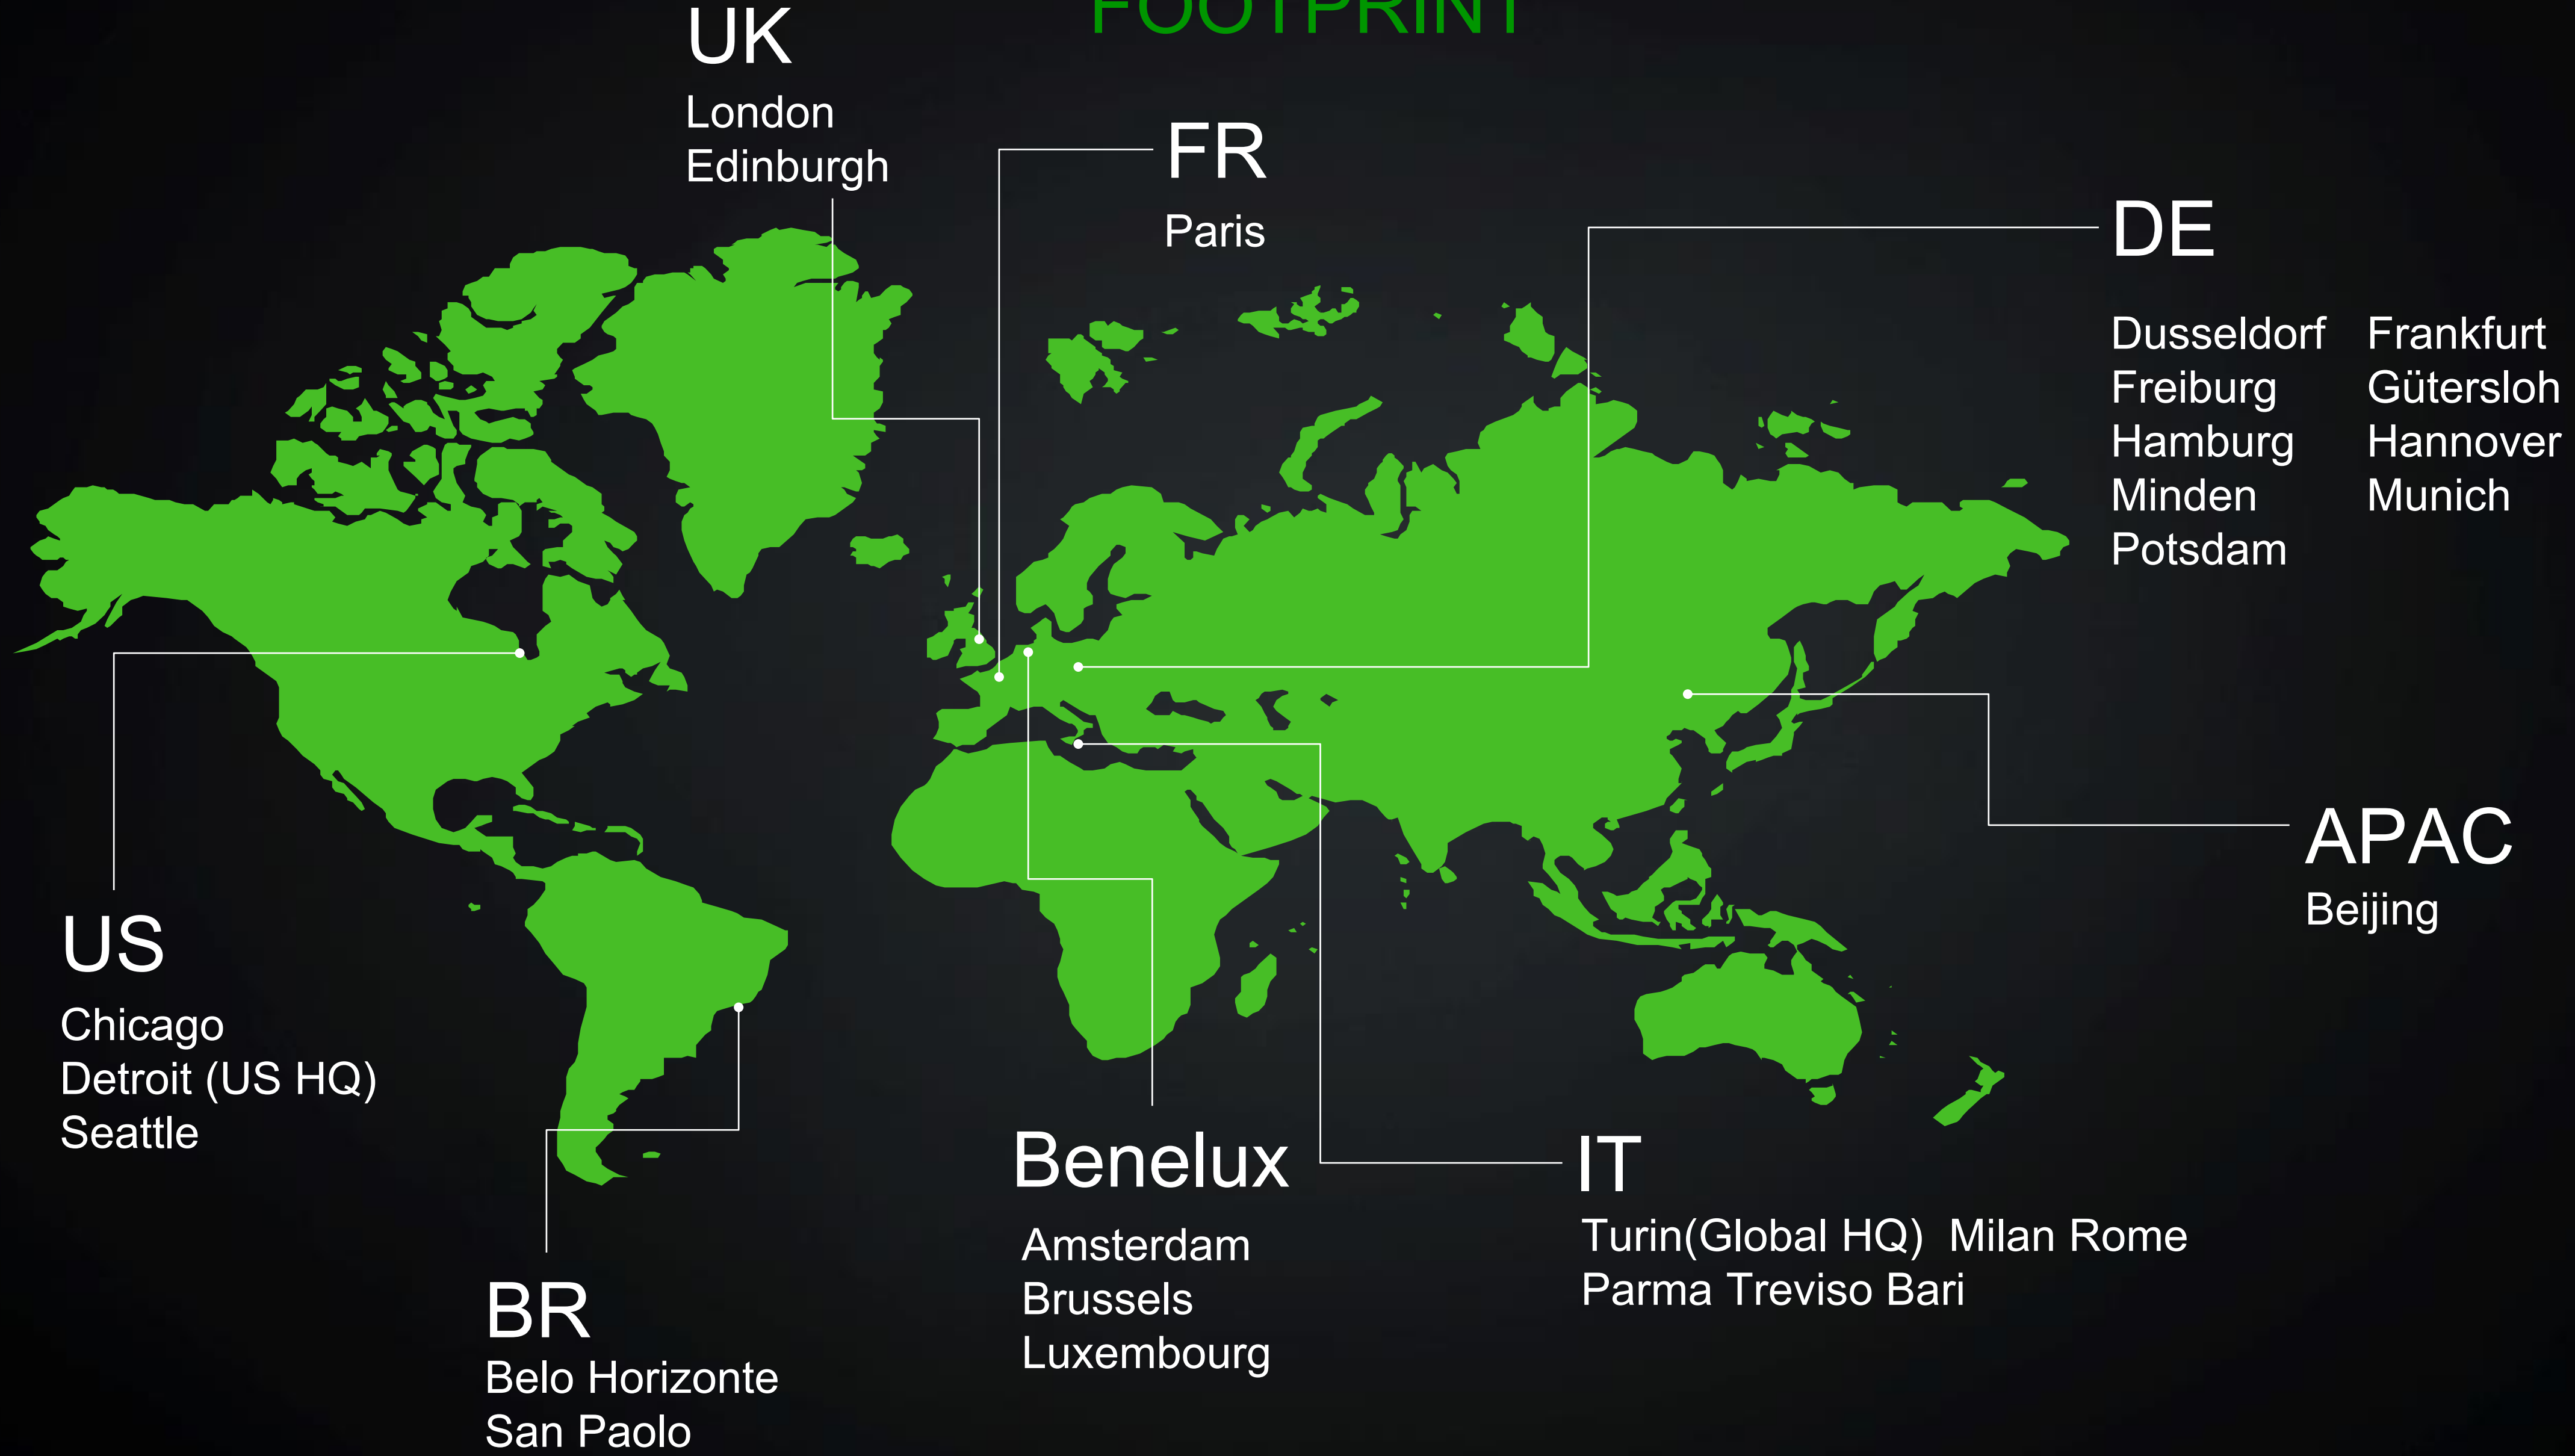 FOOTPRINT
UK
London
Edinburgh
FR
Paris
DE
Dusseldorf Frankfurt
Freiburg Gütersloh
Hamburg Hannover
Minden Munich
Potsdam
APAC
Beijing
US
Chicago
Detroit (US HQ)
Seattle
Benelux
Amsterdam
Brussels
Luxembourg
IT
Turin(Global HQ) Milan Rome
Parma Treviso Bari
BR
Belo Horizonte
San Paolo